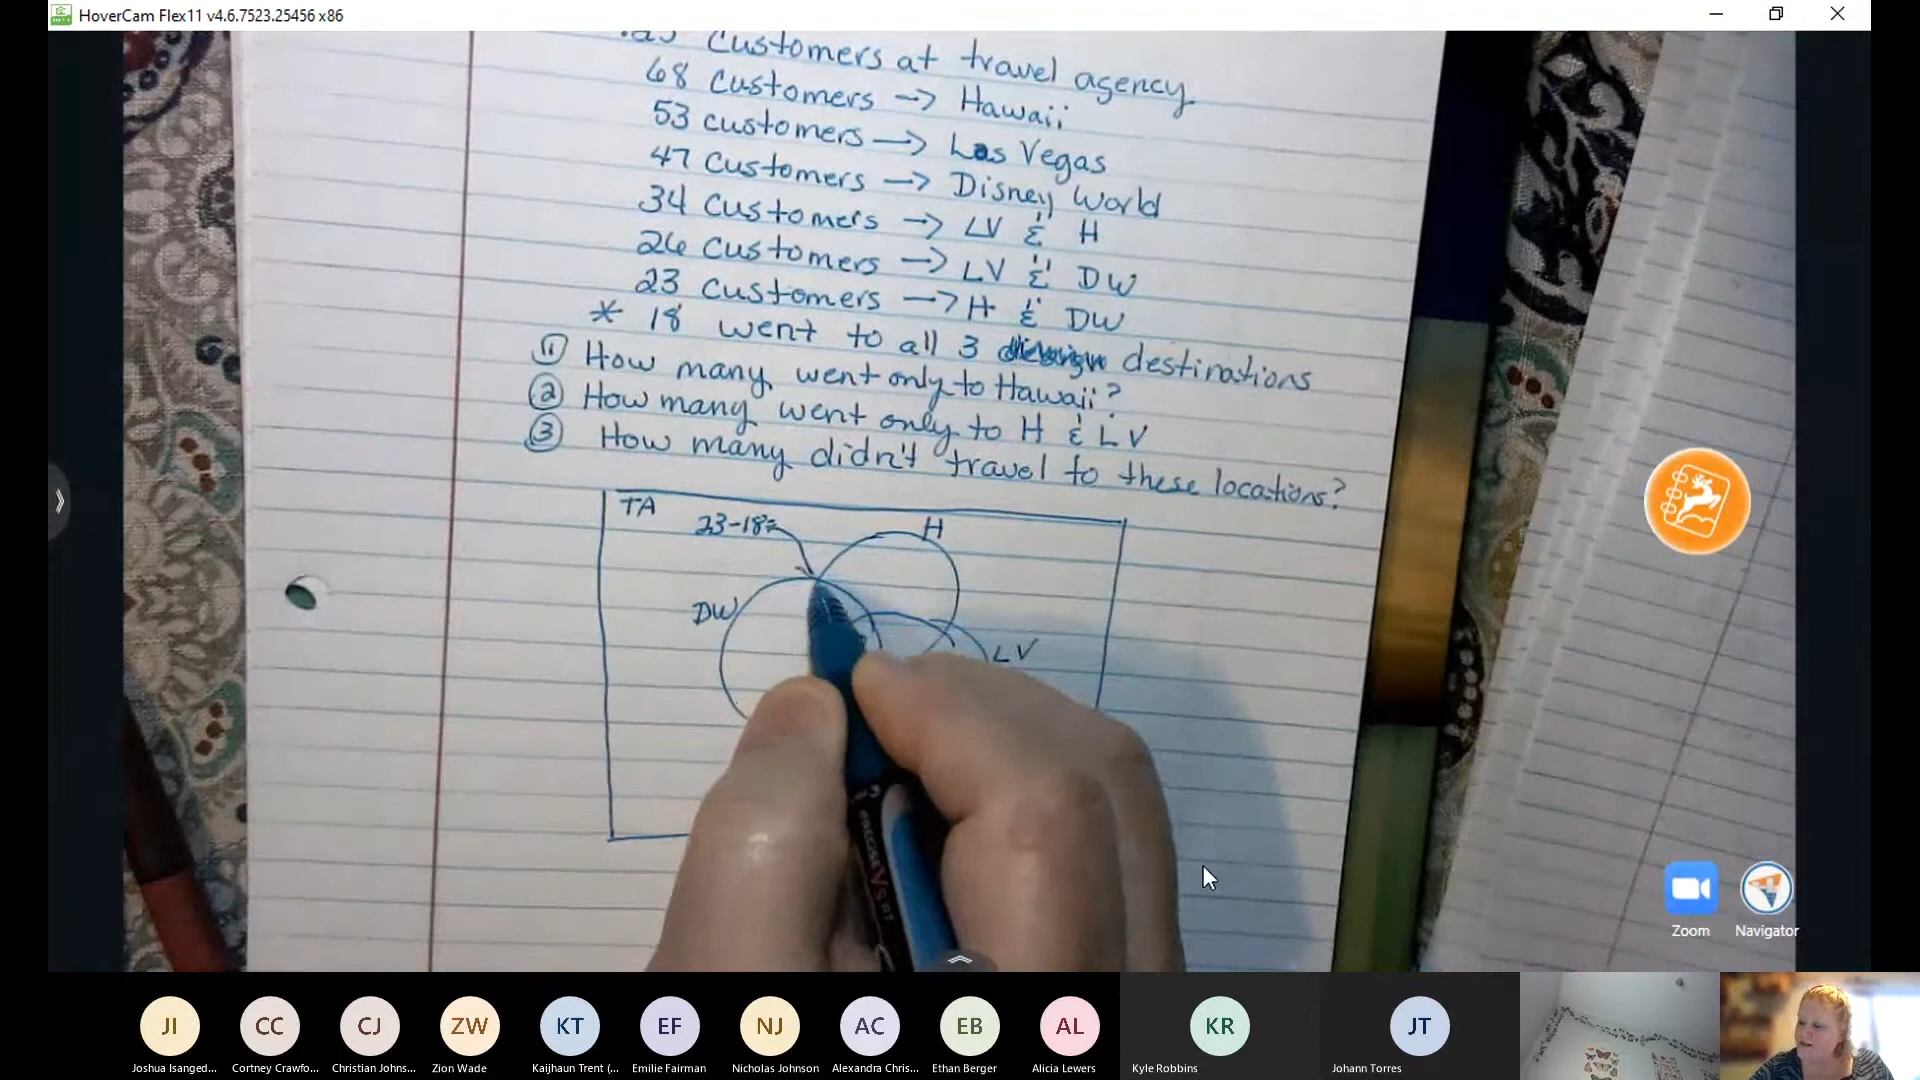 HoverCam Flex11 v4.6.7523.25456 x86
Customers at travel agency
68 Customers → Hawaii
53 customers → Las Vegas
47 Customers → Disney World
34 Customers → LV & H
26 Customers → LV & DW
23 Customers → H & DW
* 18 went to all 3 destinations
① How many went only to Hawaii?
② How many went only to H & LV
③ How many didn't travel to these locations?
TA
23-18=
H
DW
LV
Zoom
Navigator
JI
CC
CJ
ZW
KT
EF
NJ
AC
EB
AL
KR
JT
Joshua Isanged...
Cortney Crawfo...
Christian Johns...
Zion Wade
Kaijhaun Trent (...
Emilie Fairman
Nicholas Johnson
Alexandra Chris...
Ethan Berger
Alicia Lewers
Kyle Robbins
Johann Torres